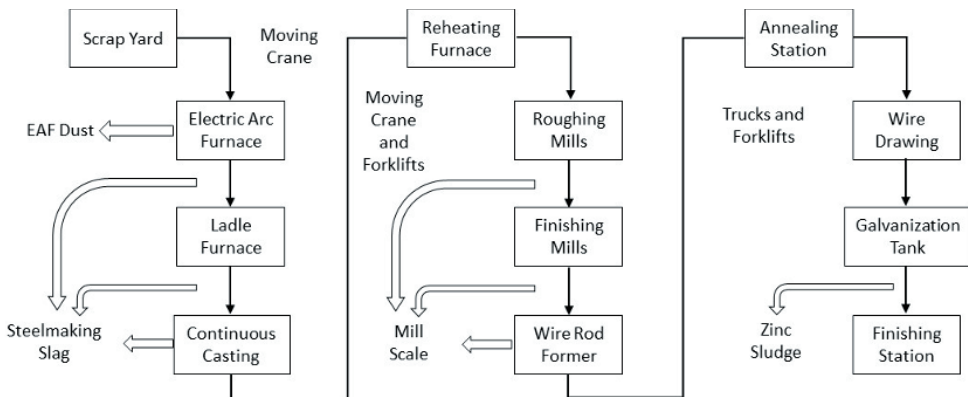 Scrap Yard
Moving
Crane
EAF Dust
Electric Arc
Furnace
Ladle
Furnace
Steelmaking
Slag
Continuous
Casting
Reheating
Furnace
Moving
Crane
and
Forklifts
Roughing
Mills
Finishing
Mills
Mill
Scale
Wire Rod
Former
Annealing
Station
Trucks and
Forklifts
Wire
Drawing
Galvanization
Tank
Zinc
Sludge
Finishing
Station